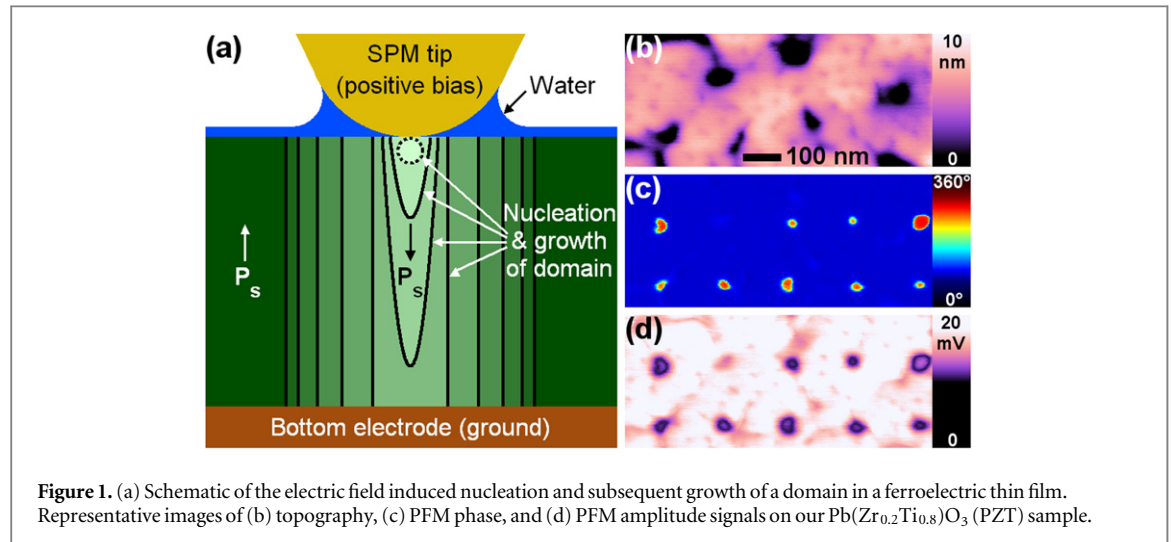 (a)
SPM tip
(positive bias)
Water
Nucleation
& growth
of domain
P_s
P_s
Bottom electrode (ground)
(b)
100 nm
10
nm
0
(c)
360°
0°
(d)
20
mV
0
Figure 1. (a) Schematic of the electric field induced nucleation and subsequent growth of a domain in a ferroelectric thin film.
Representative images of (b) topography, (c) PFM phase, and (d) PFM amplitude signals on our Pb(Zr₀.₂Ti₀.₈)O₃ (PZT) sample.